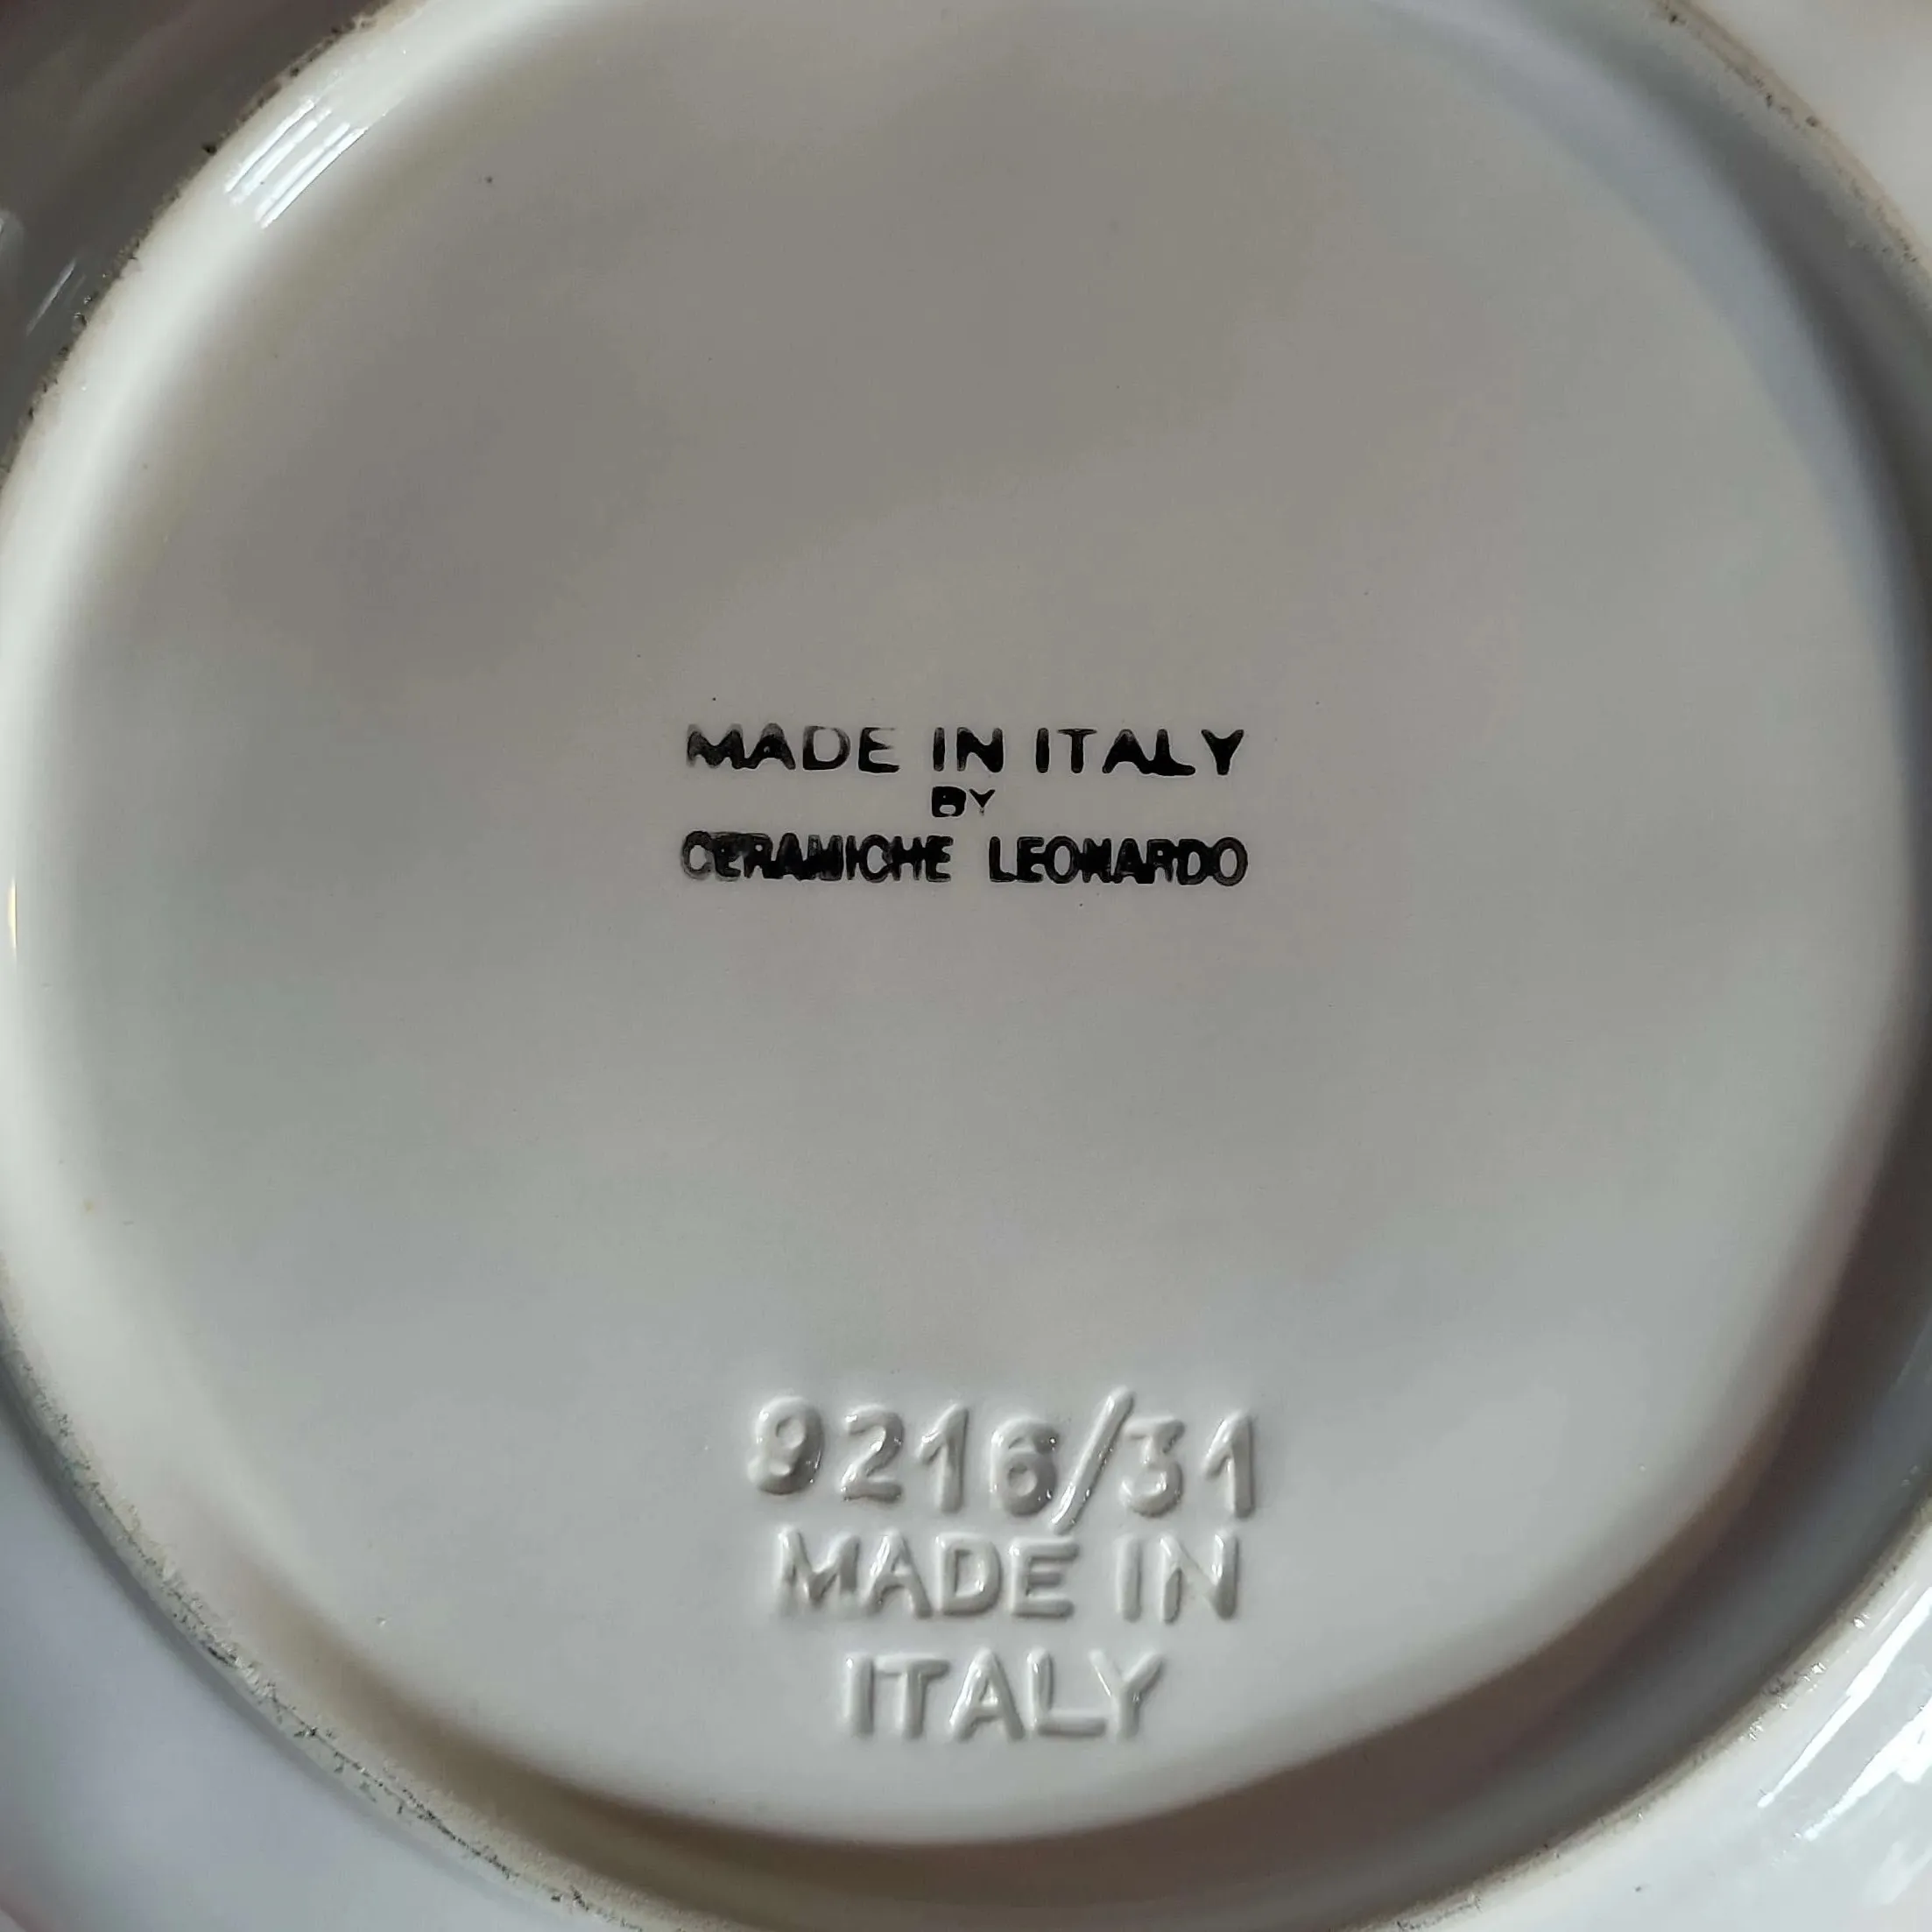 MADE IN ITALY
BY
CERAMICHE LEONARDO
9216/31
MADE IN
ITALY